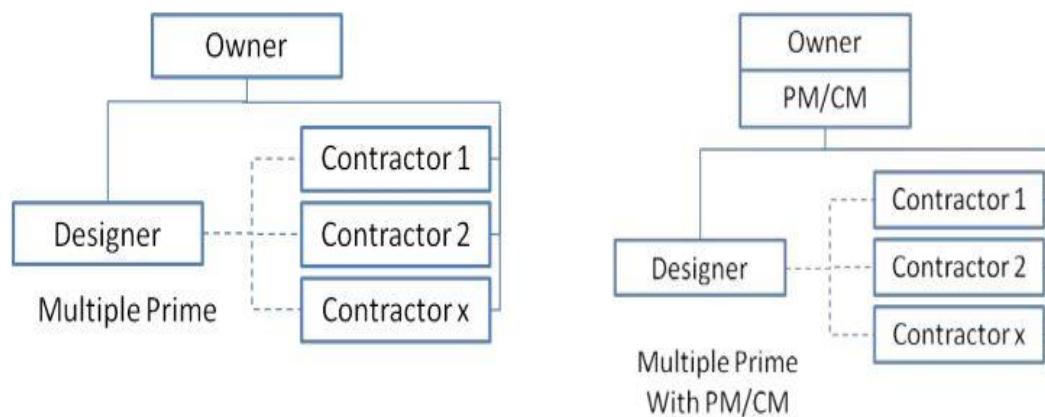 Owner
Contractor 1
Designer
Contractor 2
Multiple Prime
Contractor x
Owner
PM/CM
Contractor 1
Designer
Contractor 2
Contractor x
Multiple Prime
With PM/CM